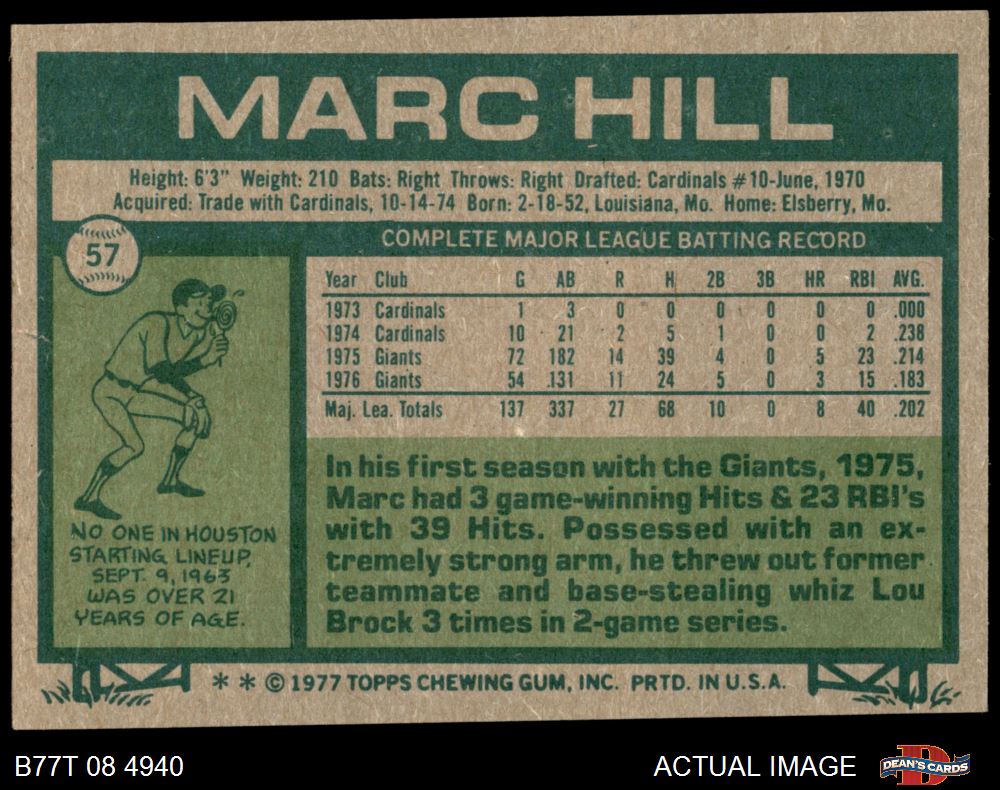 MARC HILL
Height: 6'3" Weight: 210 Bats: Right Throws: Right Drafted: Cardinals #10-June, 1970
Acquired: Trade with Cardinals, 10-14-74 Born: 2-18-52, Louisiana, Mo. Home: Elsberry, Mo.
57
COMPLETE MAJOR LEAGUE BATTING RECORD
Year Club G AB R H 2B 3B HR RBI AVG.
1973 Cardinals 1 3 0 0 0 0 0 0 .000
1974 Cardinals 10 21 2 5 1 0 0 2 .238
1975 Giants 72 182 14 39 4 0 5 23 .214
1976 Giants 54 .131 11 24 5 0 3 15 .183
Maj. Lea. Totals 137 337 27 68 10 0 8 40 .202
NO ONE IN HOUSTON
STARTING LINEUP,
SEPT. 9, 1963
WAS OVER 21
YEARS OF AGE.
In his first season with the Giants, 1975,
Marc had 3 game-winning Hits & 23 RBI's
with 39 Hits. Possessed with an ex-
tremely strong arm, he threw out former
teammate and base-stealing whiz Lou
Brock 3 times in 2-game series.
* * © 1977 TOPPS CHEWING GUM, INC. PRTD. IN U.S.A.
B77T 08 4940
ACTUAL IMAGE
D
DEAN'S CARDS